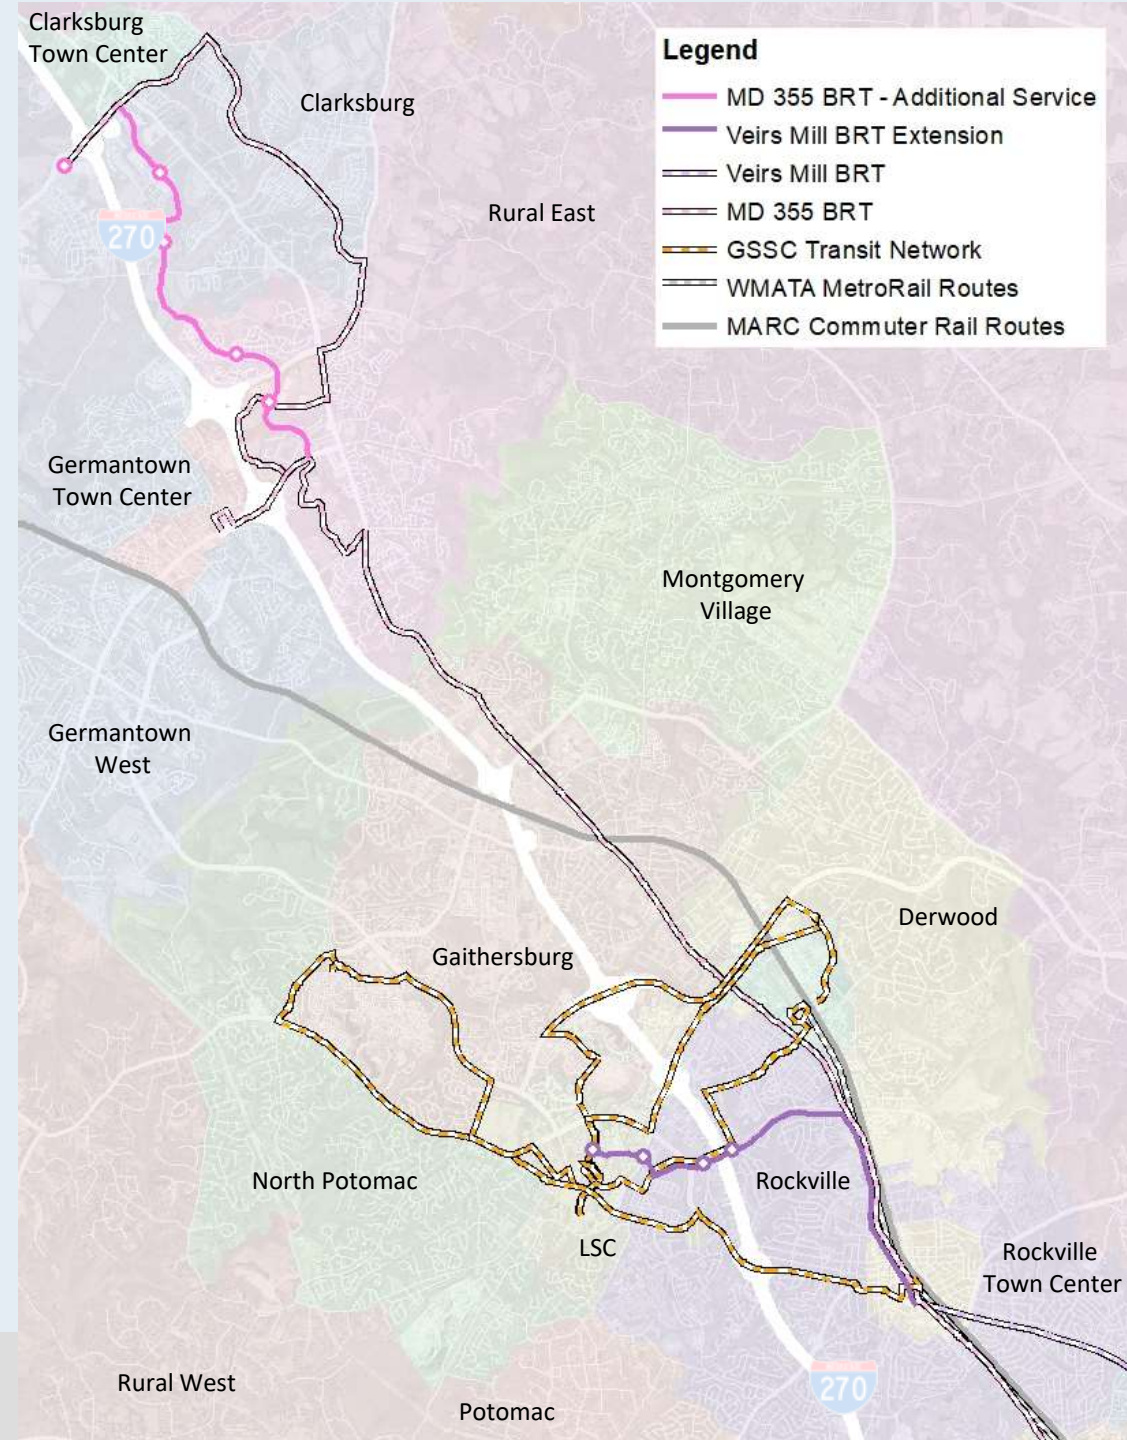 Clarksburg
Town Center
Clarksburg
Legend
MD 355 BRT - Additional Service
Veirs Mill BRT Extension
Veirs Mill BRT
MD 355 BRT
GSSC Transit Network
WMATA MetroRail Routes
MARC Commuter Rail Routes
Rural East
270
Germantown
Town Center
Montgomery
Village
Germantown
West
Derwood
Gaithersburg
North Potomac
Rockville
LSC
Rockville
Town Center
Rural West
270
Potomac